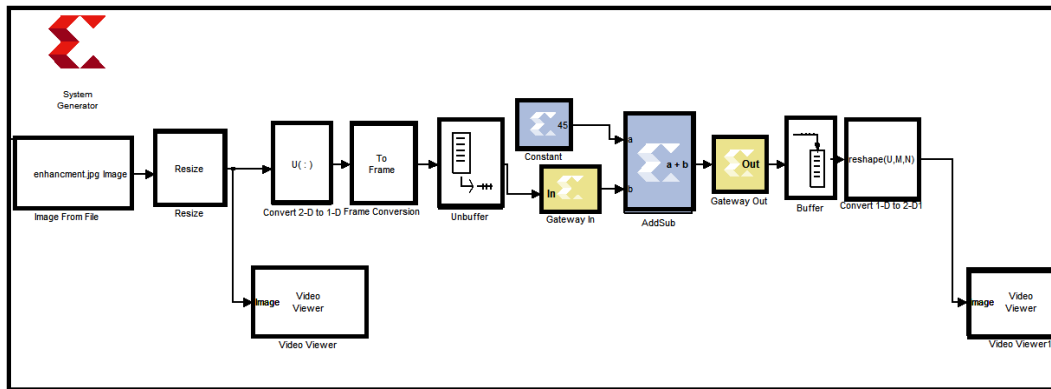 System
Generator
enhancment.jpg Image
Image From File
Resize
Resize
U( : )
Convert 2-D to 1-D
To
Frame
Frame Conversion
Unbuffer
45
Constant
In
Gateway In
a
b
a + b
AddSub
Out
Gateway Out
Buffer
reshape(U,M,N)
Convert 1-D to 2-D1
Image
Video
Viewer
Video Viewer
Image
Video
Viewer
Video Viewer1